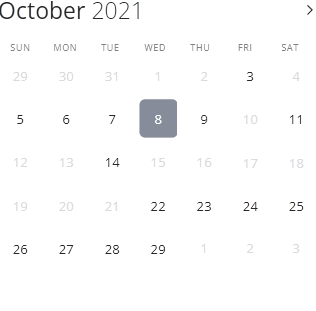 October 2021
SUN MON TUE WED THU FRI SAT
29 30 31 1 2 3 4
5 6 7 8 9 10 11
12 13 14 15 16 17 18
19 20 21 22 23 24 25
26 27 28 29 1 2 3